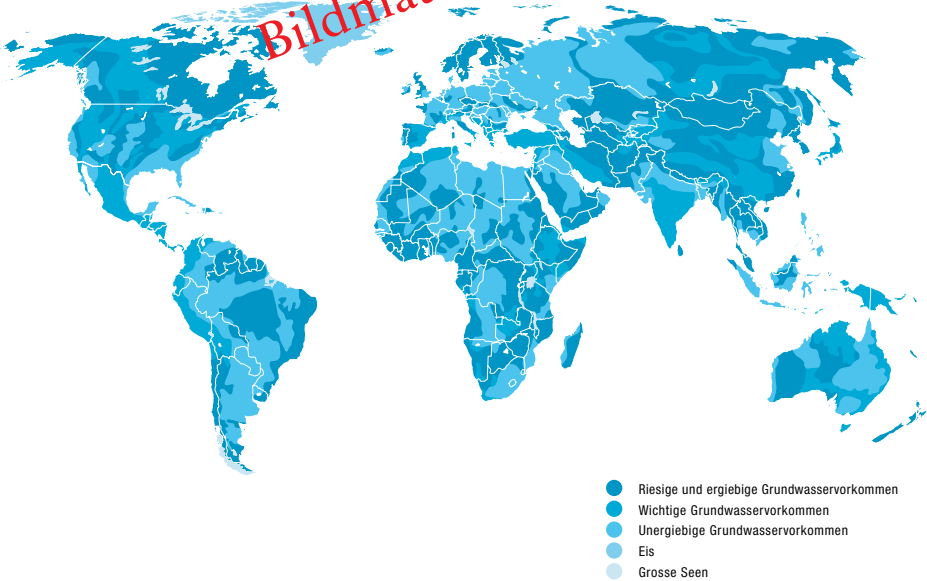 Riesige und ergiebige Grundwasservorkommen
Wichtige Grundwasservorkommen
Unergiebige Grundwasservorkommen
Eis
Grosse Seen